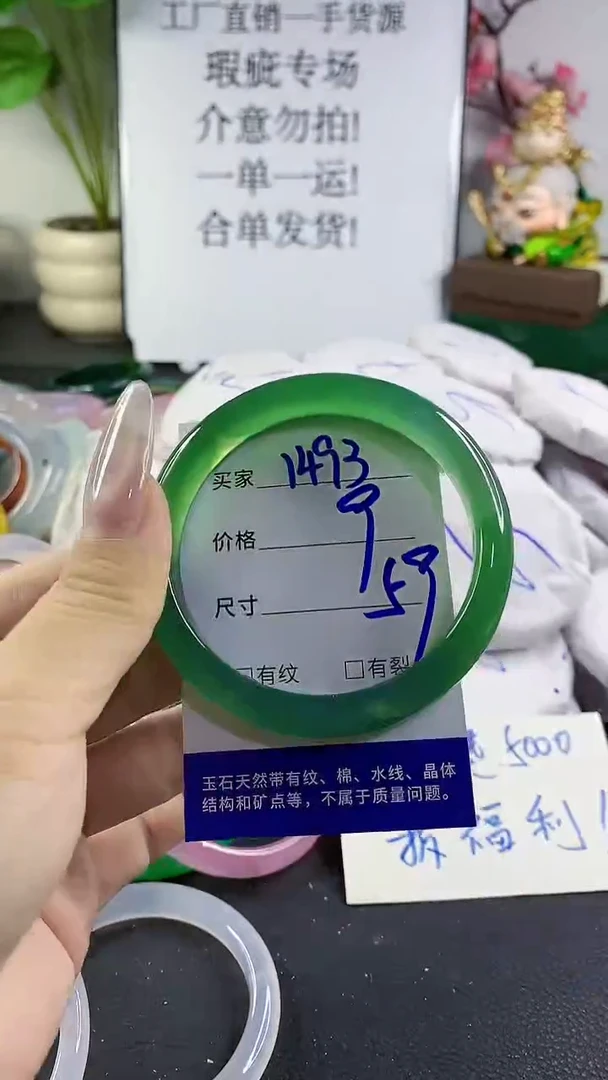 工厂直销一手货源
瑕疵专场
介意勿拍!
一单一运!
合单发货!
买家 1493
价格 9
尺寸 59
□有纹 □有裂
玉石天然带有纹、棉、水线、晶体
结构和矿点等，不属于质量问题。
5000
拆福利!